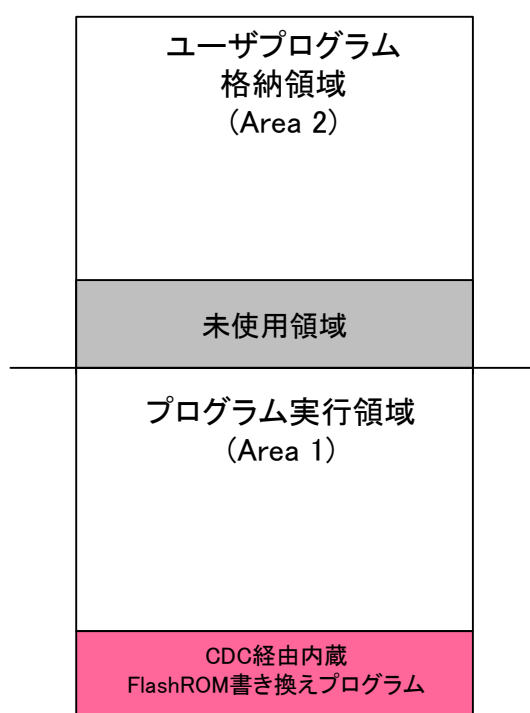 ユーザプログラム
格納領域
(Area 2)
未使用領域
プログラム実行領域
(Area 1)
CDC経由内蔵
FlashROM書き換えプログラム